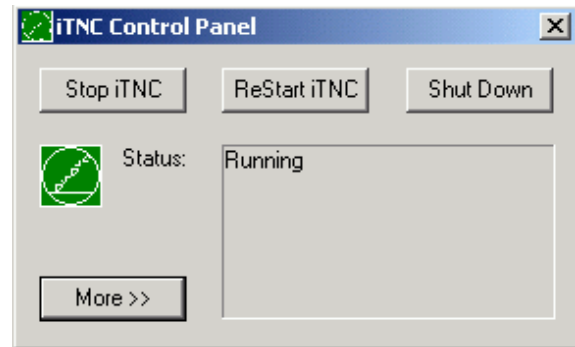 iTNC Control Panel
Stop iTNC ReStart iTNC Shut Down
Status: Running
More >>